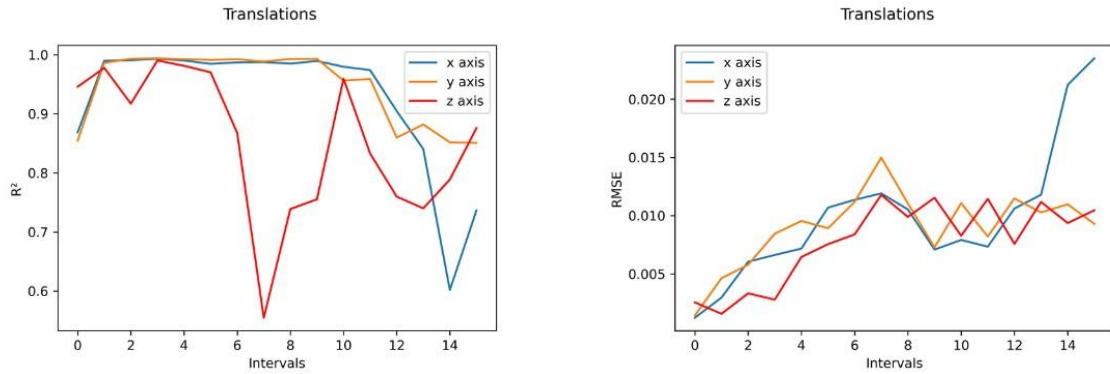 Translations
1.0
0.9
0.8
0.7
0.6
R²
x axis
y axis
z axis
0 2 4 6 8 10 12 14
Intervals
Translations
0.020
0.015
0.010
0.005
RMSE
x axis
y axis
z axis
0 2 4 6 8 10 12 14
Intervals